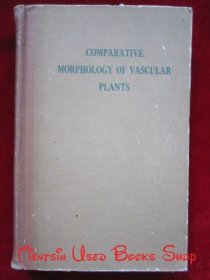 COMPARATIVE
MORPHOLOGY OF VASCULAR
PLANTS
TIENTSIN USED BOOKS SHOP